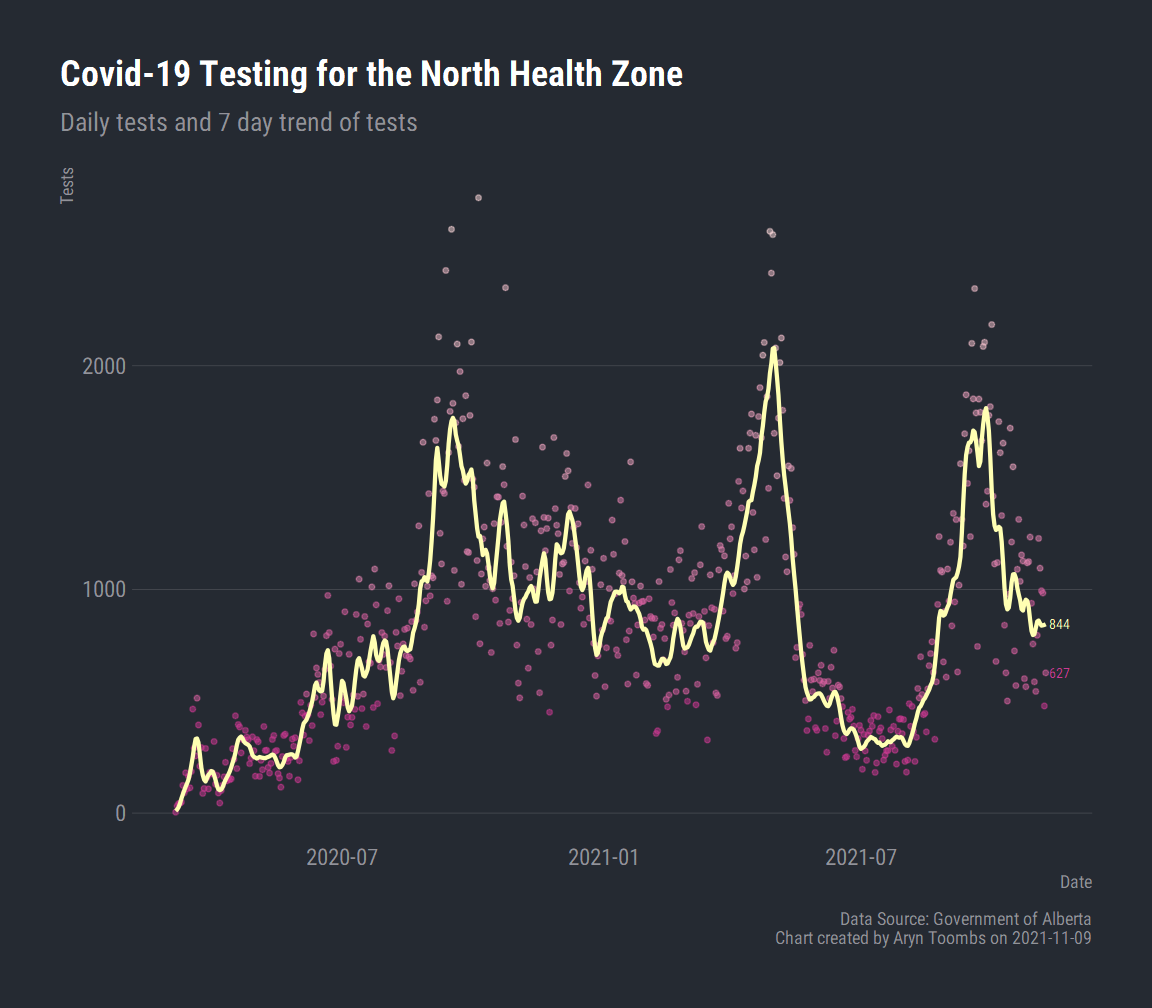 Covid-19 Testing for the North Health Zone
Daily tests and 7 day trend of tests
Tests
2000
1000
0
844
627
2020-07
2021-01
2021-07
Date
Data Source: Government of Alberta
Chart created by Aryn Toombs on 2021-11-09